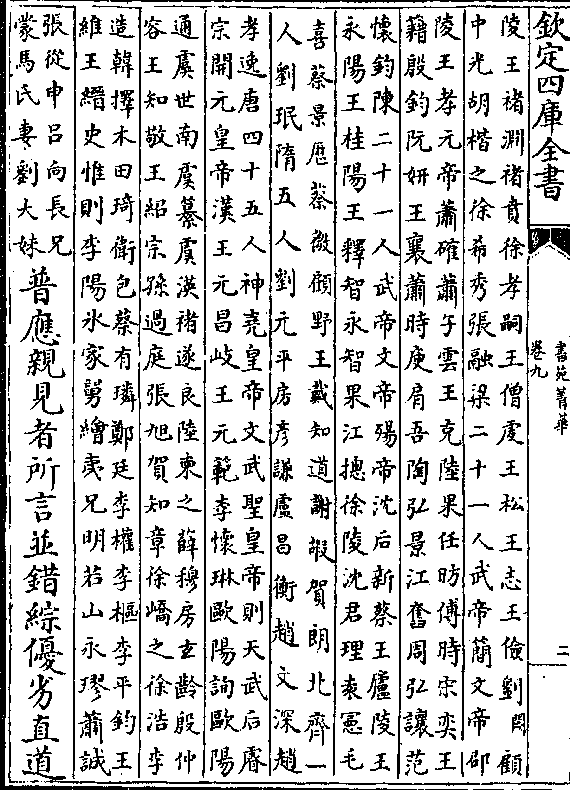 欽定四庫全書
書苑菁華
卷九
二
陵王褚淵褚賁徐孝嗣王僧虔王松王志王儉劉閔顧
中光胡楷之徐希秀張融梁二十一人武帝簡文帝邵
陵王孝元帝蕭確蕭子雲王克陸果任昉傅時宋奕王
籍殷鈞阮妍王襄蕭時庾肩吾陶弘景江奮周弘讓范
懷鈞陳二十一人武帝文帝殤帝沈后新蔡王廬陵王
永陽王桂陽王釋智永智果江揔徐陵沈君理袁憲毛
喜蔡景歴蔡徴顧野王戴知道謝嘏賀朗北齊一
人劉珉隋五人劉元平房彦謙盧昌衡趙文深趙
孝逸唐四十五人神堯皇帝文武聖皇帝則天武后睿
宗開元皇帝漢王元昌岐王元範李懷琳歐陽詢歐陽
通虞世南虞纂虞漢褚遂良陸柬之薛穆房玄齡殷仲
容王知敬王紹宗孫過庭張旭賀知章徐嶠之徐浩李
造韓擇木田琦衛包蔡有璘鄭廷李權李樞李平鈞王
維王縉史惟則李陽氷家舅繪表兄明若山永璆蕭誠
張從申吕向長兄
蒙馬氏妻劉大妹
普應親見者所言並錯綜優劣直道